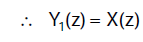 ∴ Y₁(z) = X(z)